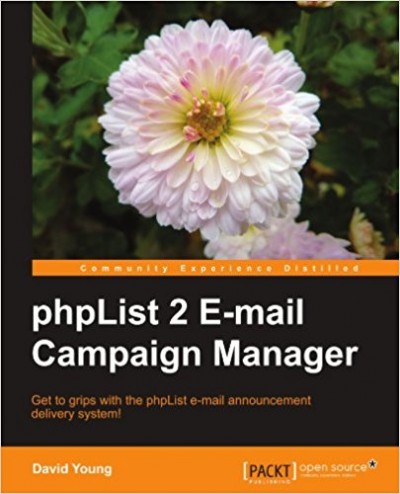 Community Experience Distilled
phpList 2 E-mail
Campaign Manager
Get to grips with the phpList e-mail announcement
delivery system!
David Young
[PACKT] open source*
PUBLISHING